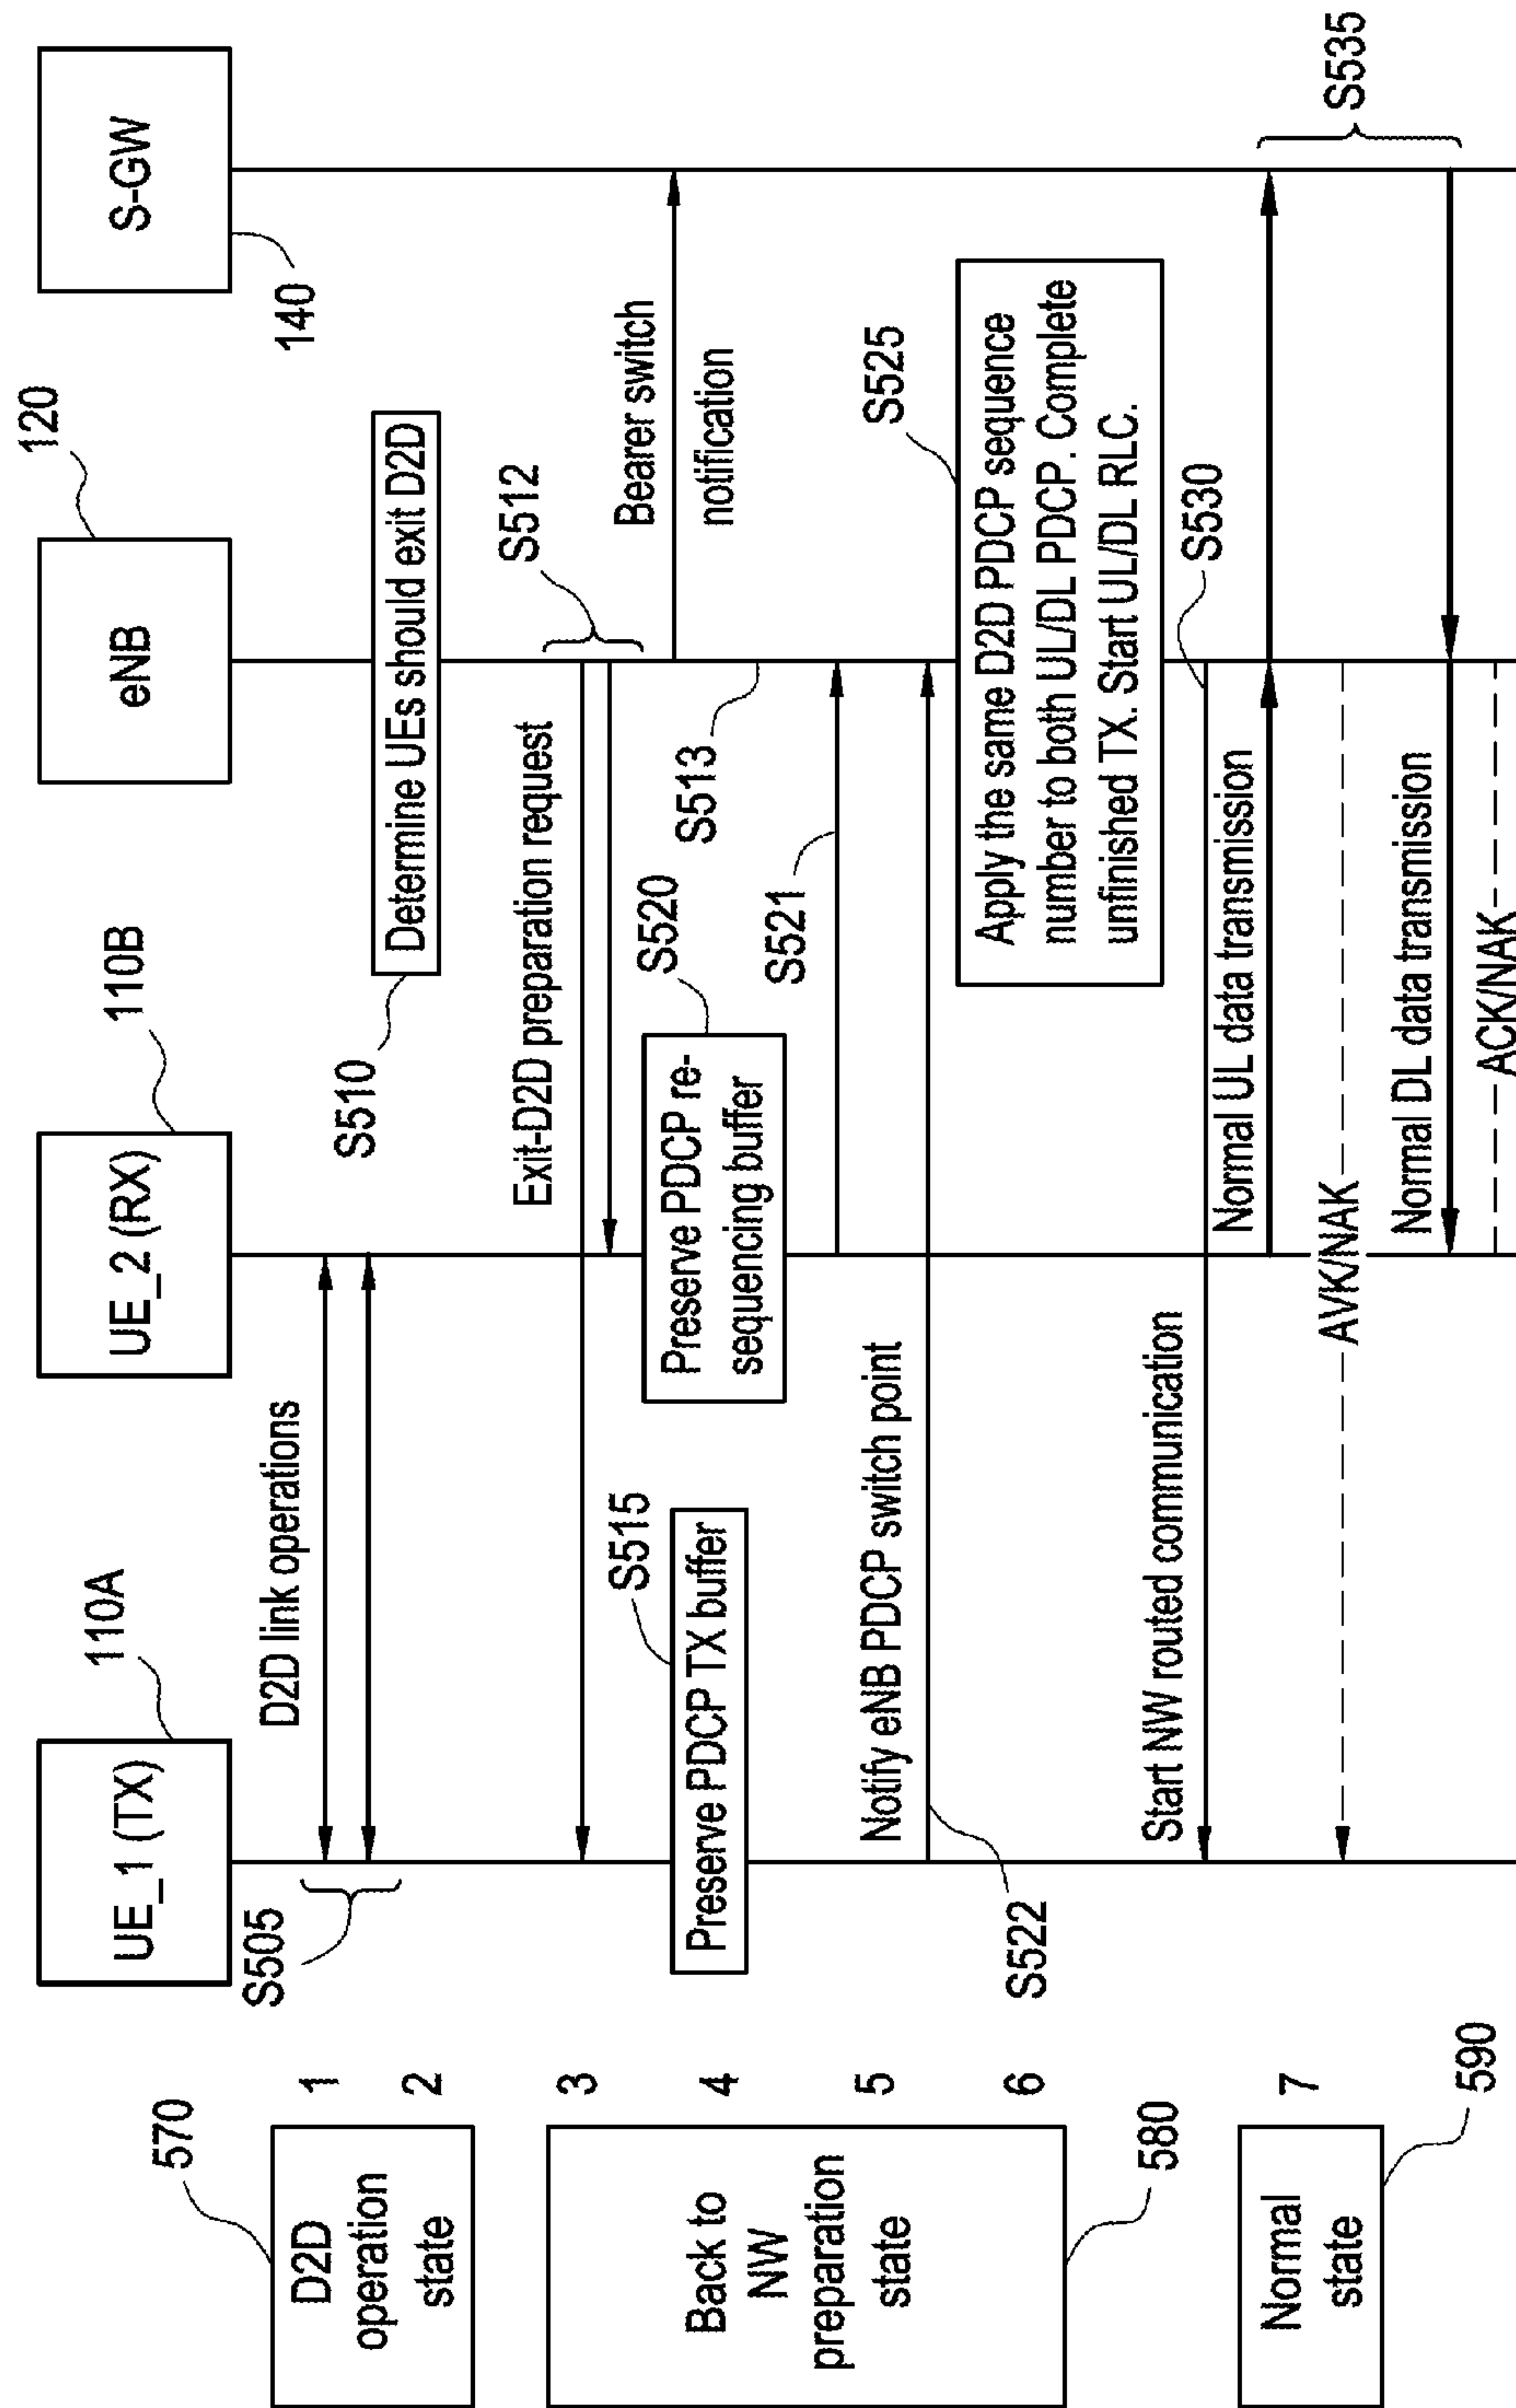 UE_1 (TX)
110A
UE_2 (RX)
110B
eNB
120
S-GW
140
570
D2D
operation
state
1
2
S505
D2D link operations
S510
Determine UEs should exit D2D
Back to
NW
preparation
state
580
3
4
5
6
Exit-D2D preparation request
S512
Bearer switch
notification
S513
S515
Preserve PDCP TX buffer
S520
Preserve PDCP re-
sequencing buffer
S521
Notify eNB PDCP switch point
S522
S525
Apply the same D2D PDCP sequence
number to both UL/DL PDCP. Complete
unfinished TX. Start UL/DL RLC.
Start NW routed communication
S530
Normal
state
590
7
Normal UL data transmission
S535
AVK/NAK
Normal DL data transmission
ACK/NAK